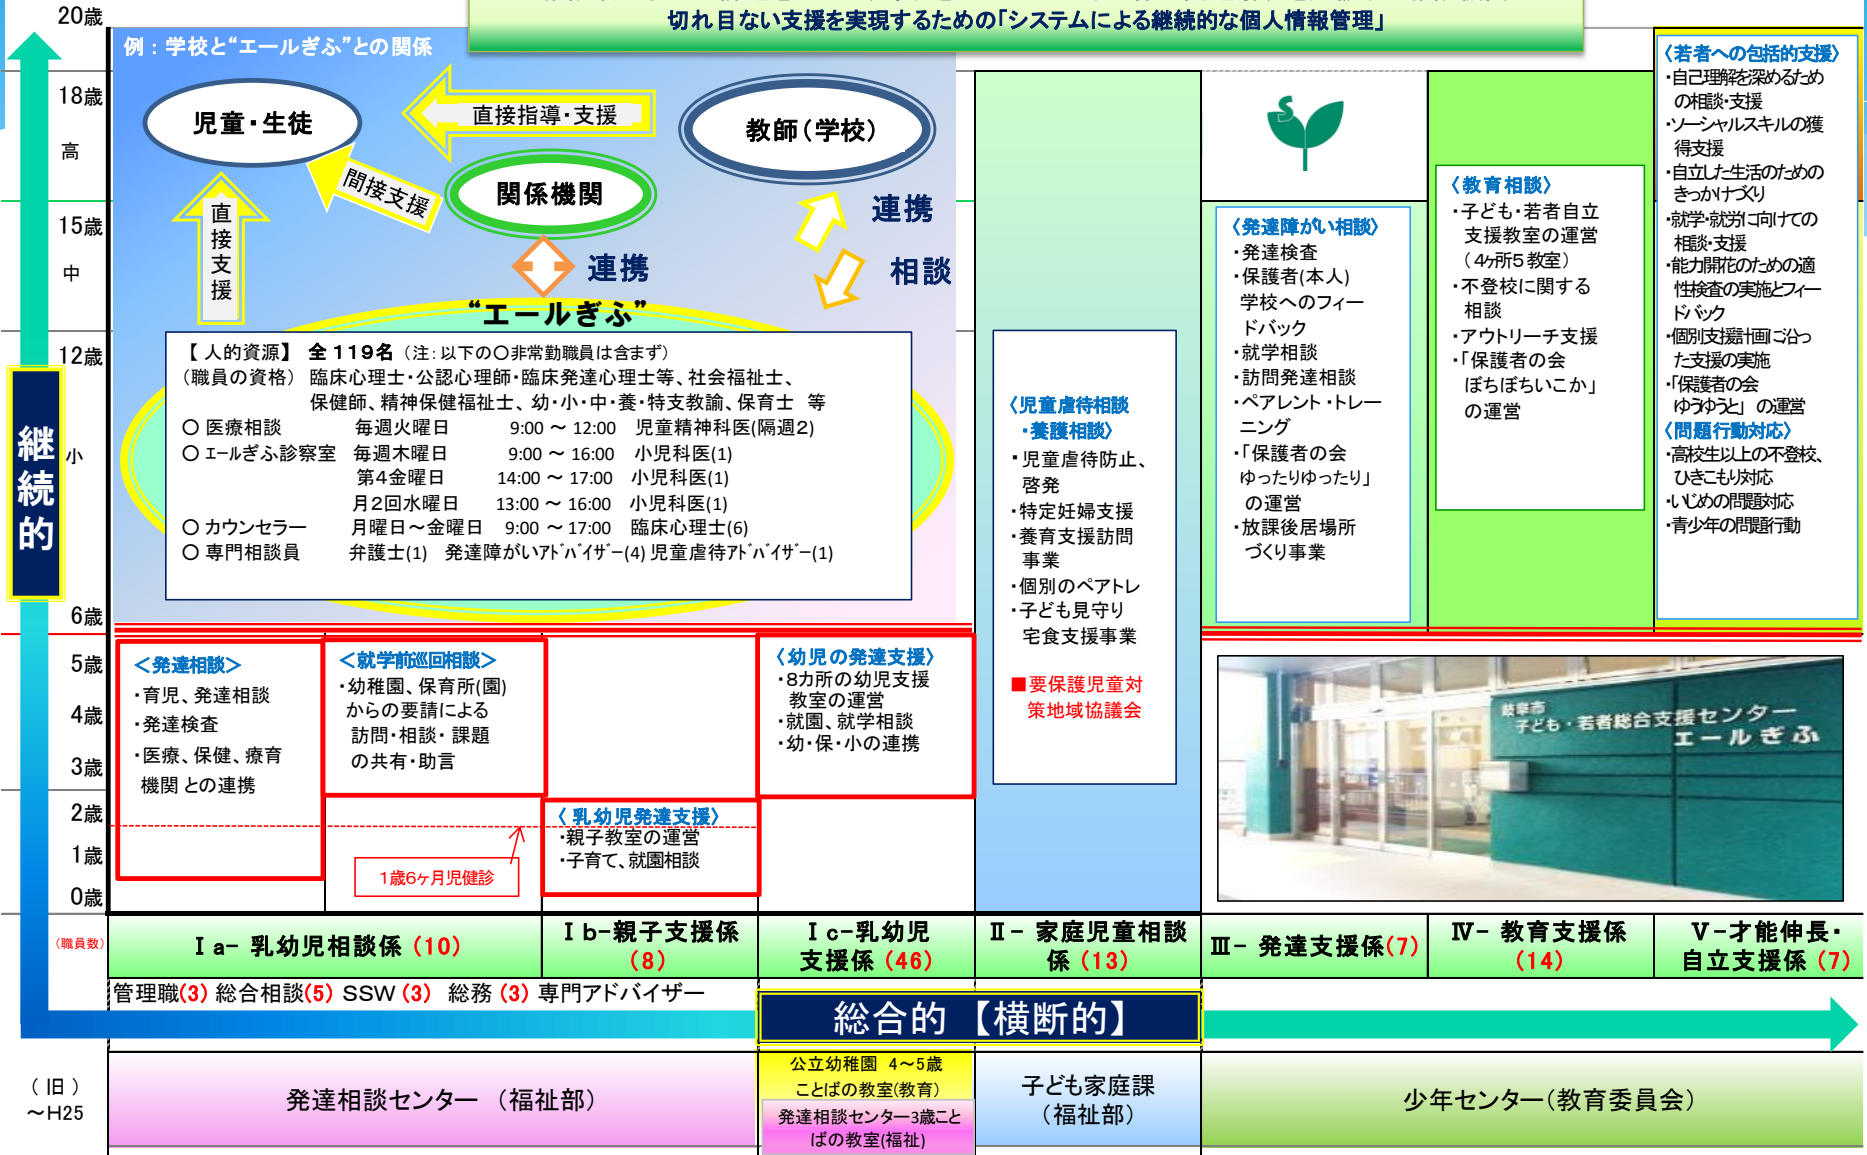 切れ目ない支援を実現するための「システムによる継続的な個人情報管理」
20歳
18歳
高
15歳
中
12歳
小
6歳
5歳
4歳
3歳
2歳
1歳
0歳
継続的
例：学校と“エールぎふ”との関係
児童・生徒
直接指導・支援
教師（学校）
間接支援
関係機関
直接支援
連携
連携
相談
“エールぎふ”
【 人的資源】 全119名（注：以下の〇非常勤職員は含まず）
（職員の資格） 臨床心理士・公認心理師・臨床発達心理士等、社会福祉士、
保健師、精神保健福祉士、幼・小・中・養・特支教諭、保育士 等
〇 医療相談 毎週火曜日 9:00 ～ 12:00 児童精神科医(隔週2)
〇 エールぎふ診察室 毎週木曜日 9:00 ～ 16:00 小児科医(1)
第4金曜日 14:00 ～ 17:00 小児科医(1)
月2回水曜日 13:00 ～ 16:00 小児科医(1)
〇 カウンセラー 月曜日～金曜日 9:00 ～ 17:00 臨床心理士(6)
〇 専門相談員 弁護士(1) 発達障がいアドバイザー(4) 児童虐待アドバイザー(1)
＜発達相談＞
・育児、発達相談
・発達検査
・医療、保健、療育
機関 との連携
＜就学前巡回相談＞
・幼稚園、保育所(園)
からの要請による
訪問・相談・課題
の共有・助言
1歳6ヶ月児健診
〈 乳幼児発達支援〉
・親子教室の運営
・子育て、就園相談
〈幼児の発達支援〉
・8カ所の幼児支援
教室の運営
・就園、就学相談
・幼・保・小の連携
〈児童虐待相談
・養護相談〉
・児童虐待防止、
啓発
・特定妊婦支援
・養育支援訪問
事業
・個別のペアトレ
・子ども見守り
宅食支援事業
■要保護児童対
策地域協議会
S
〈発達障がい相談〉
・発達検査
・保護者(本人)
学校へのフィー
ドバック
・就学相談
・訪問発達相談
・ペアレント・トレー
ニング
・「保護者の会
ゆったりゆったり」
の運営
・放課後居場所
づくり事業
〈教育相談〉
・子ども・若者自立
支援教室の運営
（4ヶ所5教室）
・不登校に関する
相談
・アウトリーチ支援
・「保護者の会
ぼちぼちいこか」
の運営
〈若者への包括的支援〉
・自己理解を深めるため
の相談・支援
・ソーシャルスキルの獲
得支援
・自立した生活のための
きっかけづくり
・就学・就労に向けての
相談・支援
・能力開花のための適
性検査の実施とフィー
ドバック
・個別支援計画に沿っ
た支援の実施
・「保護者の会
ゆうゆうと」 の運営
〈問題行動対応〉
・高校生以上の不登校、
ひきこもり対応
・いじめの問題対応
・青少年の問題行動
岐阜市
子ども・若者総合支援センター
エールぎふ
（職員数）
Ⅰa－ 乳幼児相談係（10）
Ⅰb－親子支援係
（8）
Ⅰc－乳幼児
支援係（46）
Ⅱ－ 家庭児童相談
係（13）
Ⅲ－ 発達支援係(7)
Ⅳ－ 教育支援係
（14）
Ⅴ－才能伸長・
自立支援係（7）
管理職(3) 総合相談(5) SSW（3） 総務（3）専門アドバイザー
総合的 【横断的】
（ 旧 ）
～H25
発達相談センター （福祉部）
公立幼稚園 4～5歳
ことばの教室(教育)
発達相談センター3歳こと
ばの教室(福祉)
子ども家庭課
（福祉部）
少年センター（教育委員会）